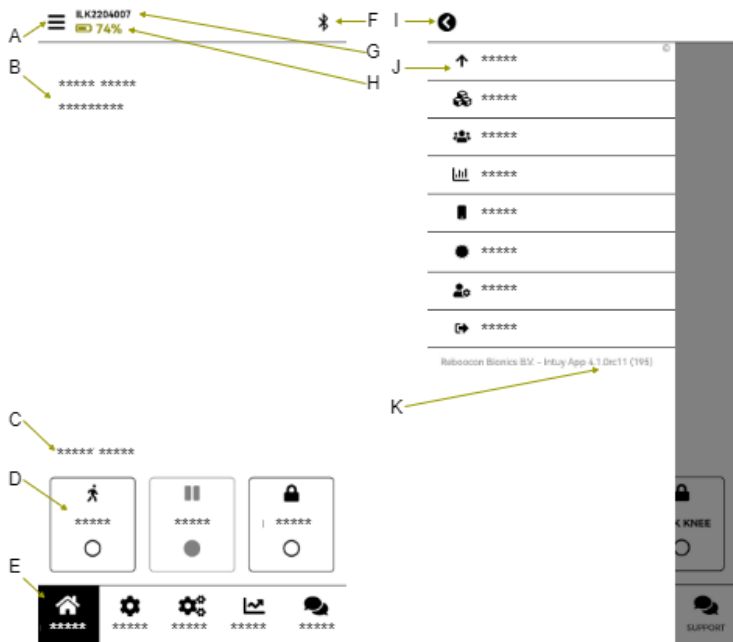 A
ILK2204007
74%
F
G
H
B
***** *****
*********
C
***** *****
D
*****
*****
*****
E
*****
*****
*****
*****
*****
I
©
J
*****
*****
*****
*****
*****
*****
*****
*****
Reboocon Bionics B.V. – Intuy App 4.1.0rc11 (195)
K
K KNEE
SUPPORT